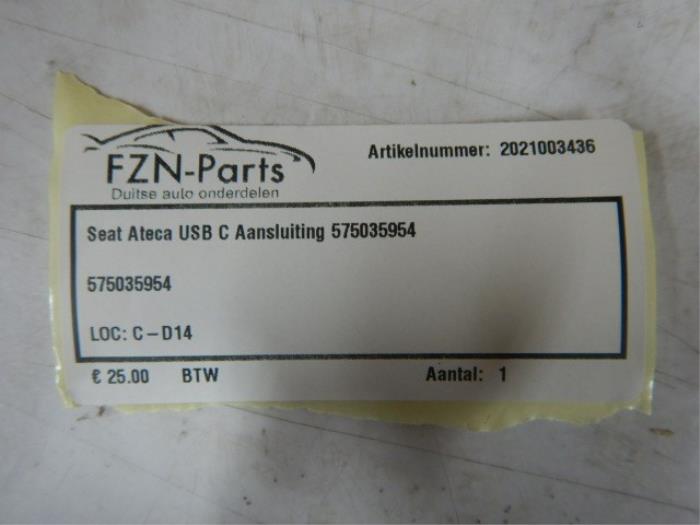 FZN-Parts
Duitse auto onderdelen
Artikelnummer: 2021003436
Seat Ateca USB C Aansluiting 575035954
575035954
LOC: C-D14
€ 25.00 BTW Aantal: 1